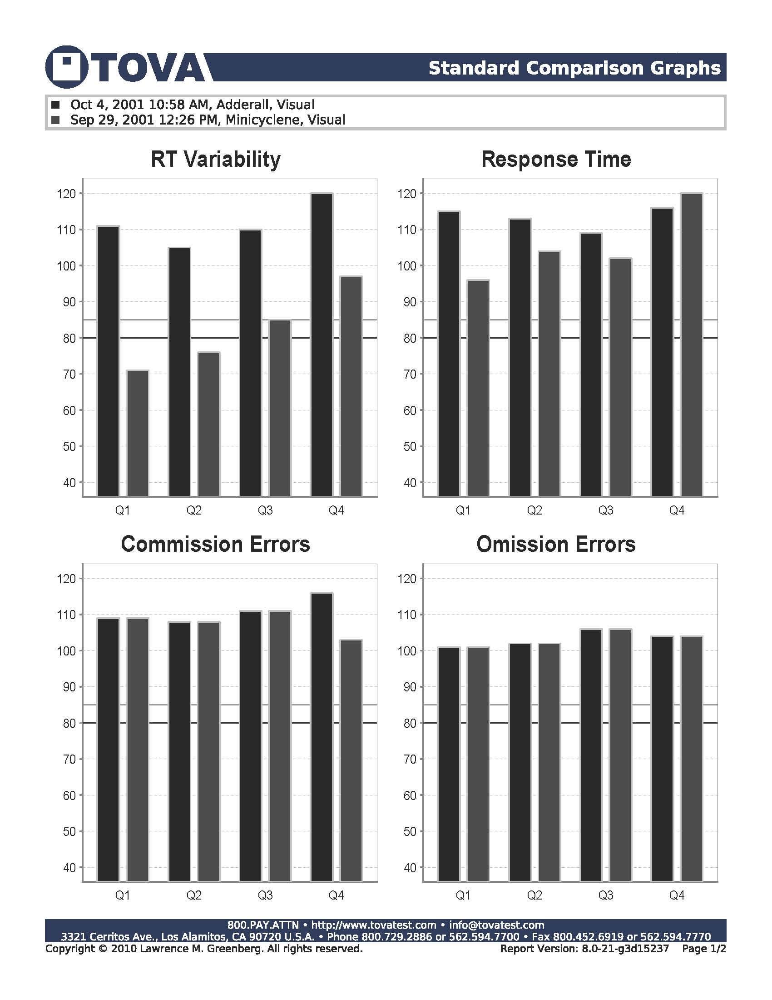 TOVA
Standard Comparison Graphs
Oct 4, 2001 10:58 AM, Adderall, Visual
Sep 29, 2001 12:26 PM, Minicyclene, Visual
RT Variability
120
110
100
90
80
70
60
50
40
Q1 Q2 Q3 Q4
Response Time
120
110
100
90
80
70
60
50
40
Q1 Q2 Q3 Q4
Commission Errors
120
110
100
90
80
70
60
50
40
Q1 Q2 Q3 Q4
Omission Errors
120
110
100
90
80
70
60
50
40
Q1 Q2 Q3 Q4
800.PAY.ATTN • http://www.tovatest.com • info@tovatest.com
3321 Cerritos Ave., Los Alamitos, CA 90720 U.S.A. • Phone 800.729.2886 or 562.594.7700 • Fax 800.452.6919 or 562.594.7770
Copyright © 2010 Lawrence M. Greenberg. All rights reserved.
Report Version: 8.0-21-g3d15237 Page 1/2